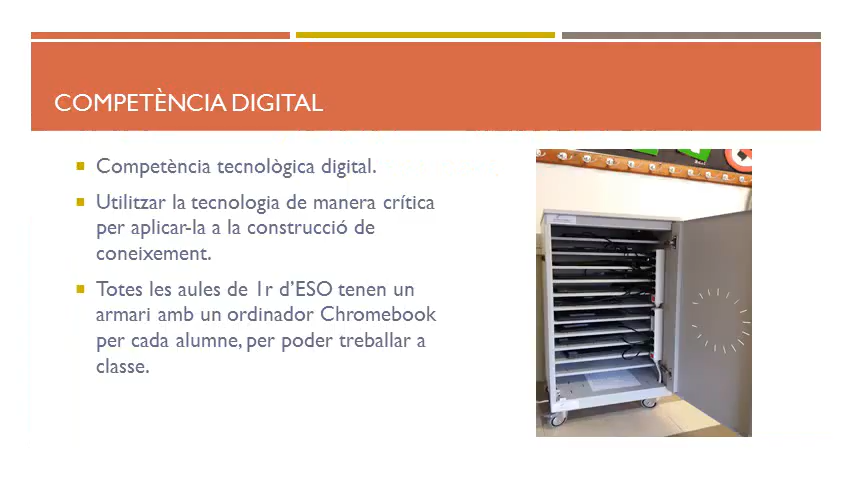 COMPETÈNCIA DIGITAL
Competència tecnològica digital.
Utilitzar la tecnologia de manera crítica
per aplicar-la a la construcció de
coneixement.
Totes les aules de 1r d'ESO tenen un
armari amb un ordinador Chromebook
per cada alumne, per poder treballar a
classe.